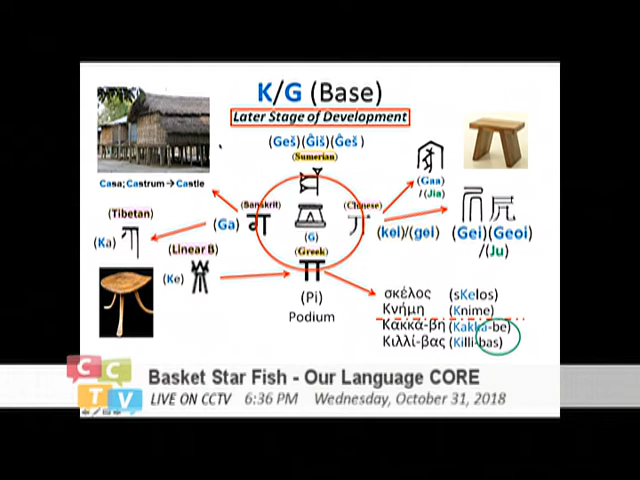 K/G (Base)
Later Stage of Development
(Geš)(Ĝiš)(Ĝeš )
(Sumerian)
Casa; Castrum → Castle
(Gaa)
/(Jia)
(Tibetan)
(Sanskrit)
(Chinese)
(Ga)
ग
丌
(Ka)
ཀ
(G)
(kei)/(gei)
(Gei)(Geoi)
/(Ju)
(Linear B)
(Ke)
(Greek)
π
(Pi)
Podium
σκέλος (sKelos)
Κνήμη (Knime)
Κακκά-βη (Kakka-be)
Κιλλί-βας (Killi-bas)
CCTV
Basket Star Fish - Our Language CORE
LIVE ON CCTV 6:36 PM Wednesday, October 31, 2018